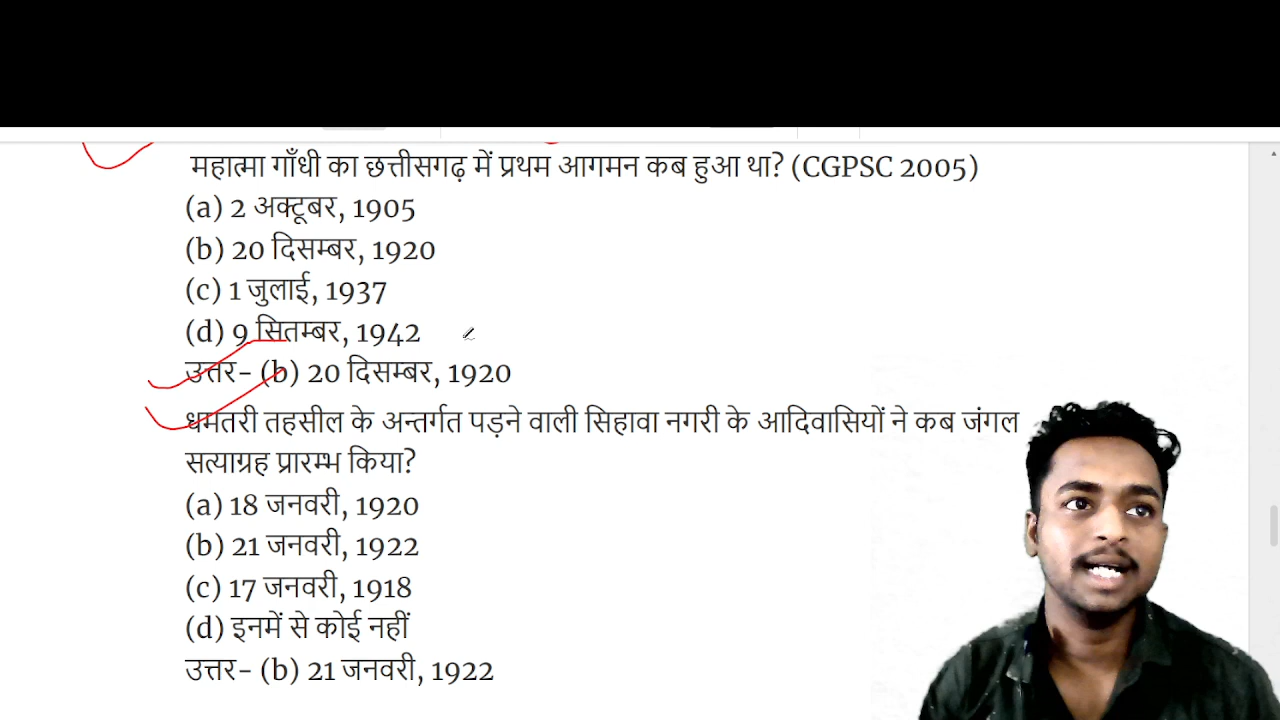 महात्मा गाँधी का छत्तीसगढ़ में प्रथम आगमन कब हुआ था? (CGPSC 2005)
(a) 2 अक्टूबर, 1905
(b) 20 दिसम्बर, 1920
(c) 1 जुलाई, 1937
(d) 9 सितम्बर, 1942
उत्तर- (b) 20 दिसम्बर, 1920
धमतरी तहसील के अन्तर्गत पड़ने वाली सिहावा नगरी के आदिवासियों ने कब जंगल
सत्याग्रह प्रारम्भ किया?
(a) 18 जनवरी, 1920
(b) 21 जनवरी, 1922
(c) 17 जनवरी, 1918
(d) इनमें से कोई नहीं
उत्तर- (b) 21 जनवरी, 1922